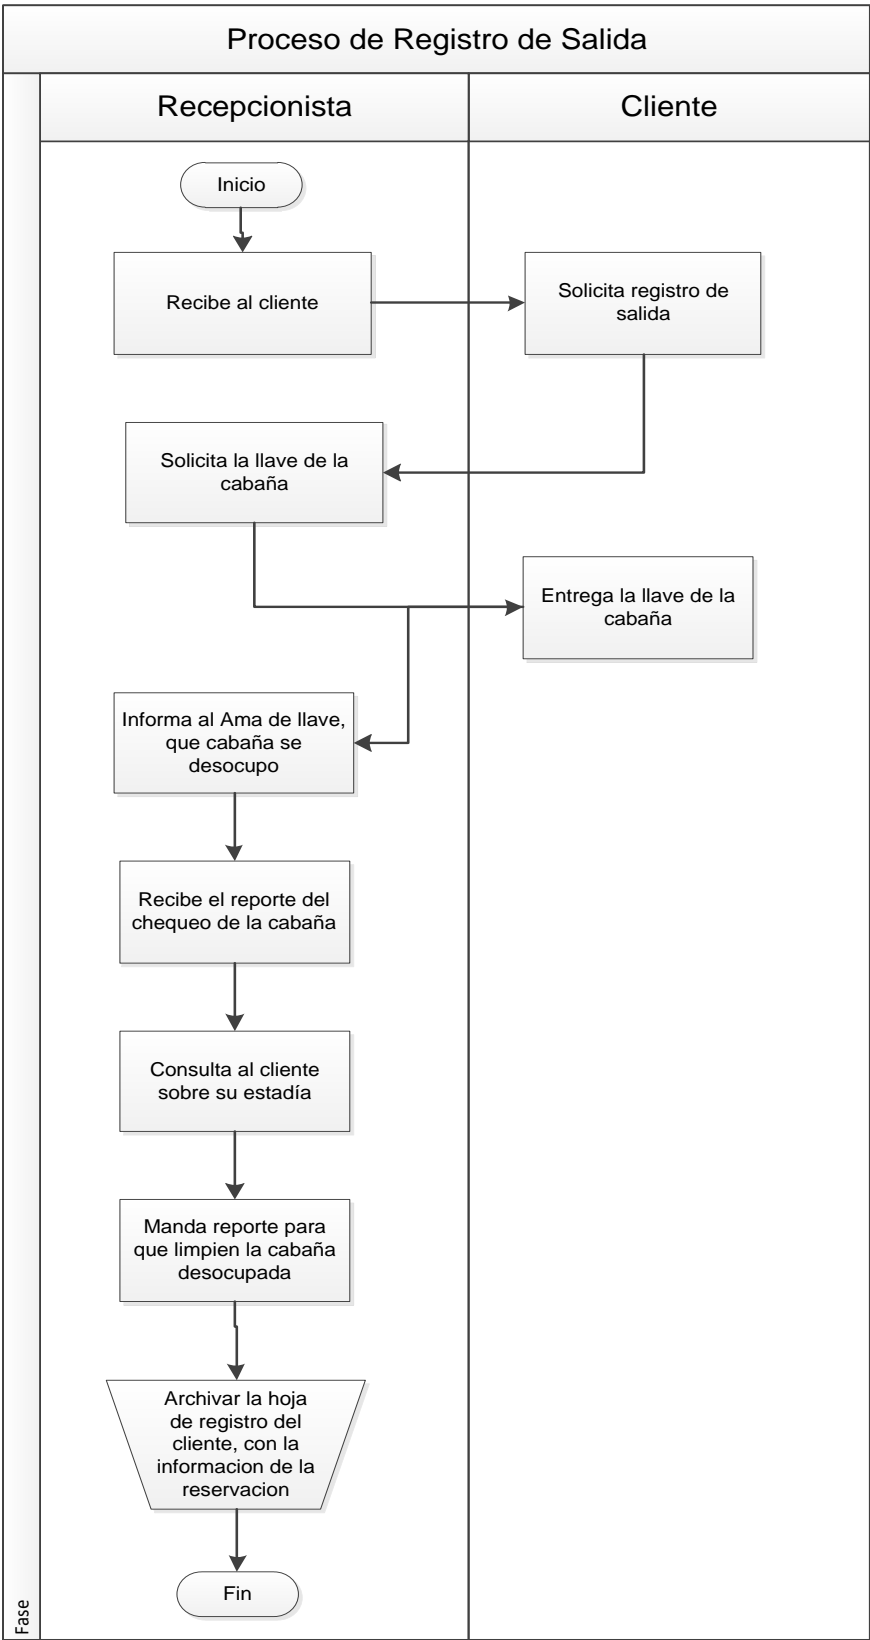 Proceso de Registro de Salida
Recepcionista
Cliente
Inicio
Recibe al cliente
Solicita registro de
salida
Solicita la llave de la
cabaña
Entrega la llave de la
cabaña
Informa al Ama de llave,
que cabaña se
desocupo
Recibe el reporte del
chequeo de la cabaña
Consulta al cliente
sobre su estadía
Manda reporte para
que limpien la cabaña
desocupada
Archivar la hoja
de registro del
cliente, con la
informacion de la
reservacion
Fin
Fase